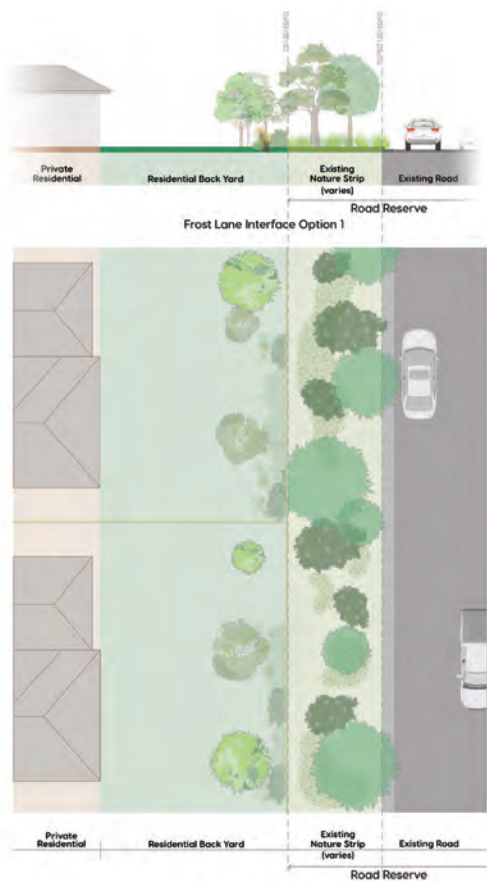 Private
Residential
Residential Back Yard
Existing
Nature Strip
(varies)
Existing Road
Road Reserve
Frost Lane Interface Option 1
Private
Residential
Residential Back Yard
Existing
Nature Strip
(varies)
Existing Road
Road Reserve